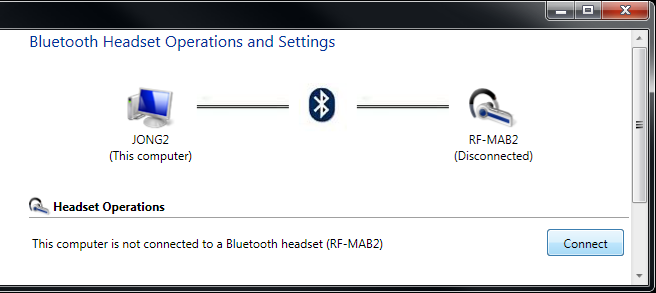 Bluetooth Headset Operations and Settings
JONG2
(This computer)
RF-MAB2
(Disconnected)
Headset Operations
This computer is not connected to a Bluetooth headset (RF-MAB2)
Connect